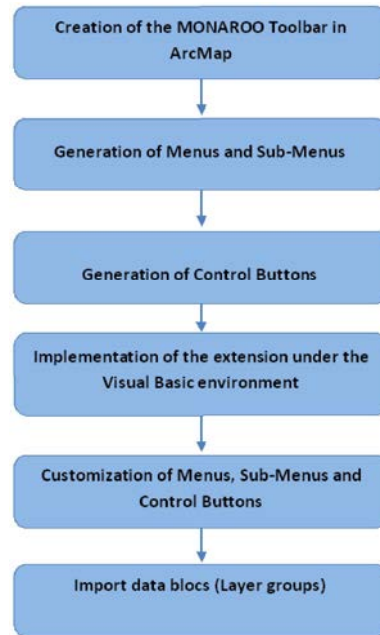 Creation of the MONAROO Toolbar in
ArcMap
Generation of Menus and Sub-Menus
Generation of Control Buttons
Implementation of the extension under the
Visual Basic environment
Customization of Menus, Sub-Menus and
Control Buttons
Import data blocs (Layer groups)